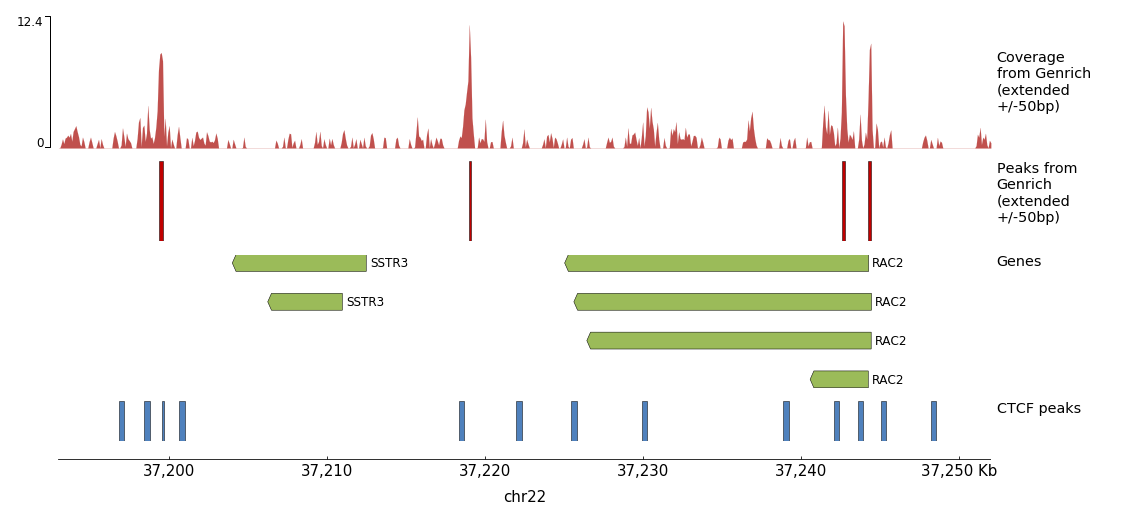 12.4
0
Coverage
from Genrich
(extended
+/-50bp)
Peaks from
Genrich
(extended
+/-50bp)
SSTR3
RAC2
Genes
SSTR3
RAC2
RAC2
RAC2
CTCF peaks
37,200 37,210 37,220 37,230 37,240 37,250 Kb
chr22